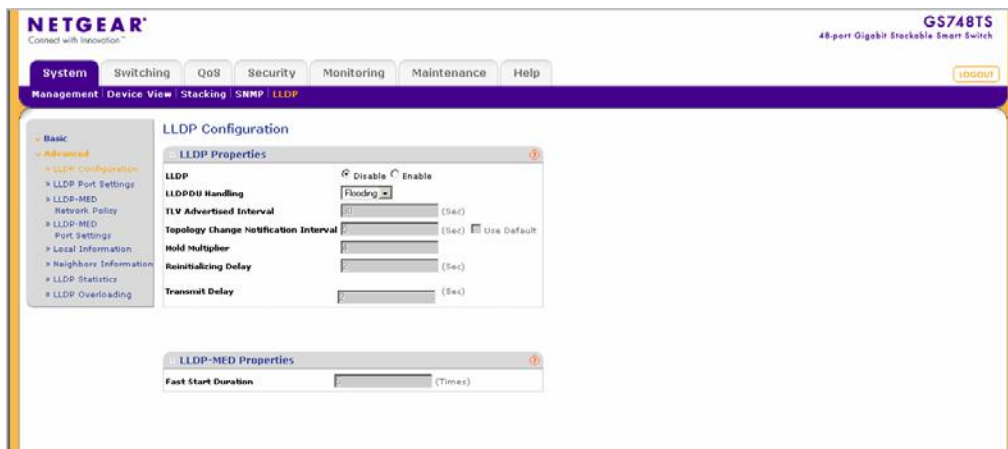 NETGEAR
Connect with Innovation™
GS748TS
48-port Gigabit Stackable Smart Switch
System Switching QoS Security Monitoring Maintenance Help
LOGOUT
Management Device View Stacking SNMP LLDP
Basic
Advanced
LLDP Configuration
LLDP Port Settings
LLDP-MED
Network Policy
LLDP-MED
Port Settings
Local Information
Neighbors Information
LLDP Statistics
LLDP Overloading
LLDP Configuration
LLDP Properties
LLDP Disable Enable
LLDPDU Handling Flooding
TLV Advertised Interval 30 (Sec)
Topology Change Notification Interval (Sec) Use Default
Hold Multiplier
Reinitializing Delay 2 (Sec)
Transmit Delay 2 (Sec)
LLDP-MED Properties
Fast Start Duration (Times)